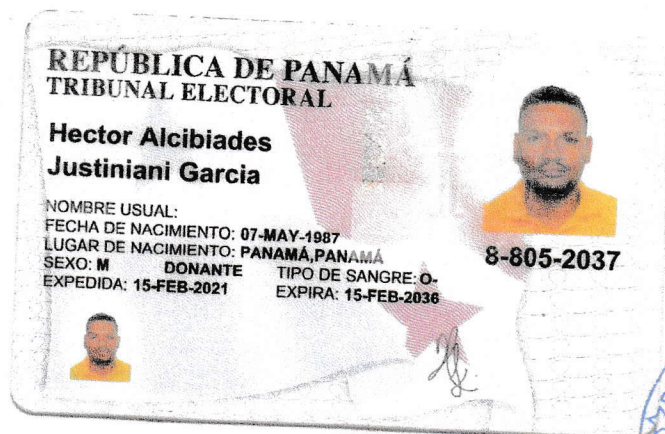 REPÚBLICA DE PANAMÁ
TRIBUNAL ELECTORAL
Hector Alcibiades
Justiniani Garcia
NOMBRE USUAL:
FECHA DE NACIMIENTO: 07-MAY-1987
LUGAR DE NACIMIENTO: PANAMÁ,PANAMÁ
SEXO: M DONANTE TIPO DE SANGRE: O-
EXPEDIDA: 15-FEB-2021 EXPIRA: 15-FEB-2036
8-805-2037